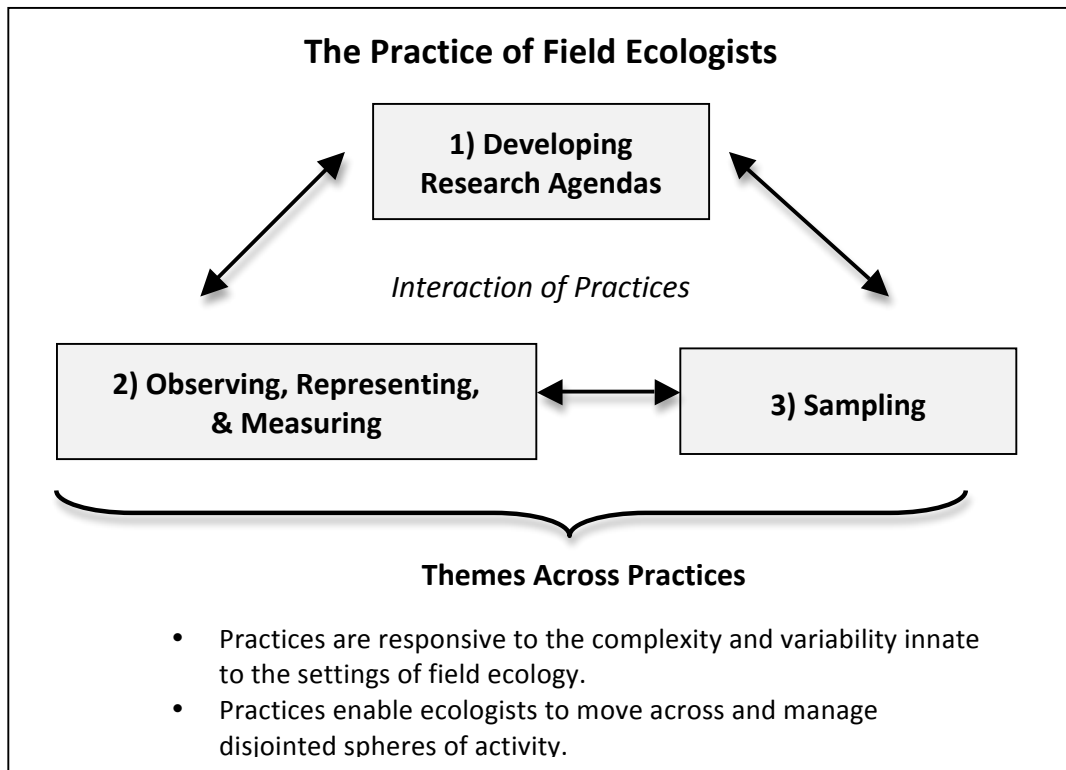 The Practice of Field Ecologists
1) Developing
Research Agendas
Interaction of Practices
2) Observing, Representing,
& Measuring
3) Sampling
Themes Across Practices
• Practices are responsive to the complexity and variability innate
to the settings of field ecology.
• Practices enable ecologists to move across and manage
disjointed spheres of activity.